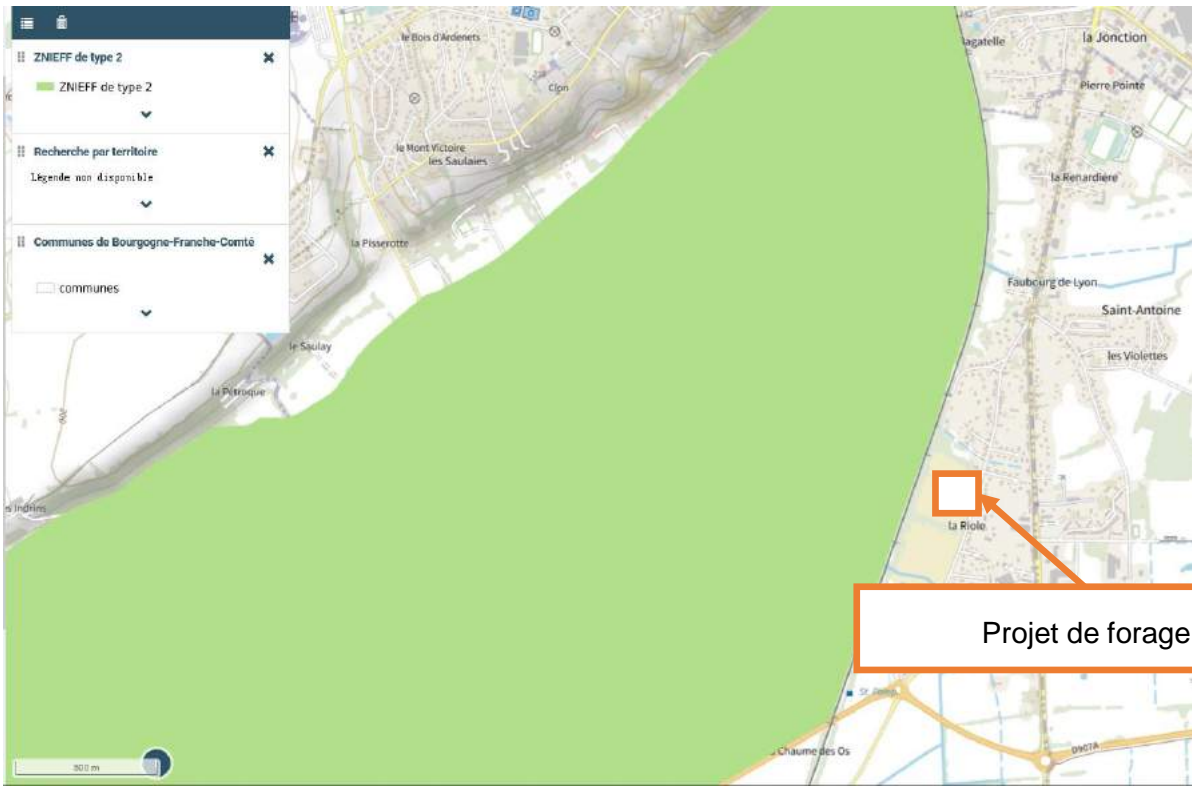 ZNIEFF de type 2
ZNIEFF de type 2
Recherche par territoire
Légende non disponible
Communes de Bourgogne-Franche-Comté
communes
le Bois d'Ardenets
Clon
le Mont Victoire
les Saulaies
la Pisserotte
le Saulay
la Pétroque
Indrins
la Jonction
Pierre Pointe
la Renardière
Faubourg de Lyon
Saint-Antoine
les Violettes
la Riole
Projet de forage
Chaume des Os
D907A
500 m